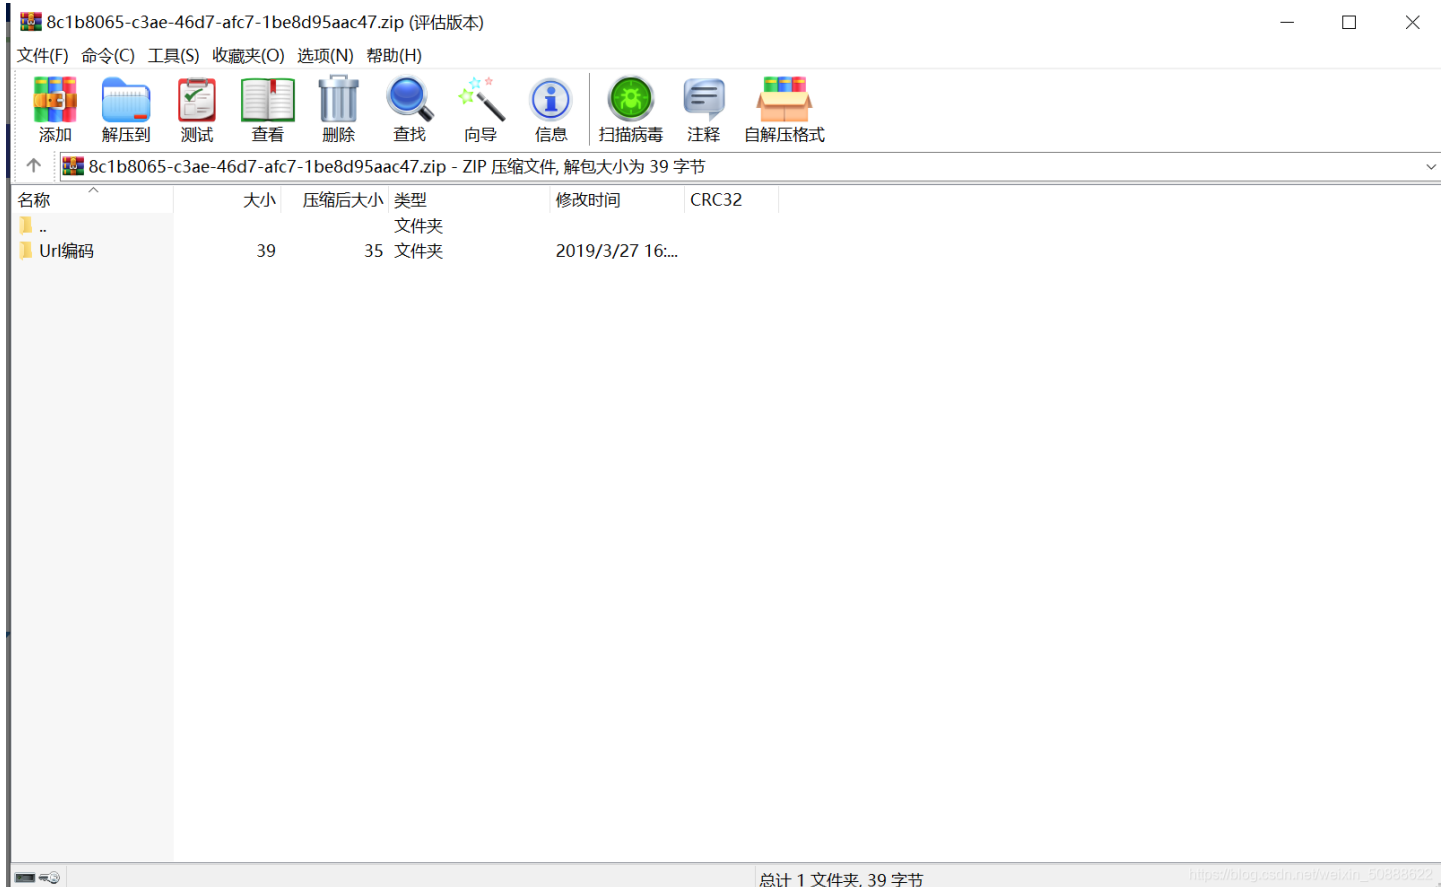 8c1b8065-c3ae-46d7-afc7-1be8d95aac47.zip (评估版本)
文件(F) 命令(C) 工具(S) 收藏夹(O) 选项(N) 帮助(H)
添加 解压到 测试 查看 删除 查找 向导 信息 扫描病毒 注释 自解压格式
8c1b8065-c3ae-46d7-afc7-1be8d95aac47.zip - ZIP 压缩文件, 解包大小为 39 字节
名称 大小 压缩后大小 类型 修改时间 CRC32
.. 文件夹
Url编码 39 35 文件夹 2019/3/27 16:...
总计 1 文件夹, 39 字节
https://blog.csdn.net/weixin_50888622